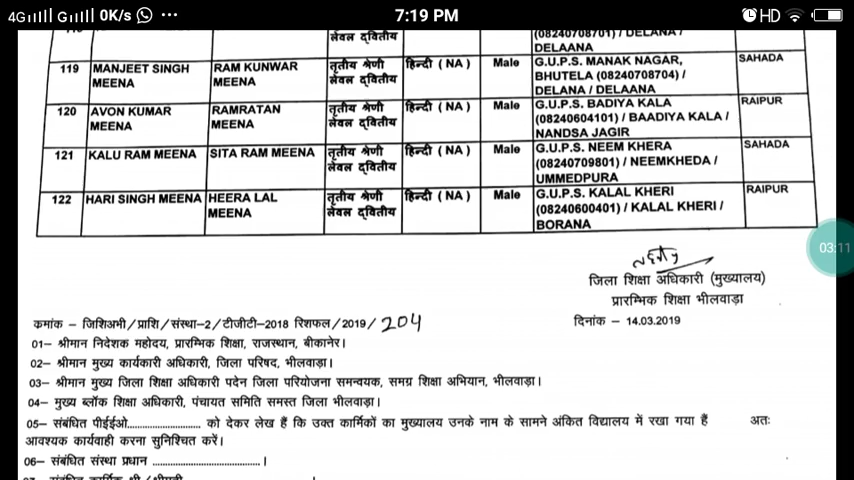 4G G 0K/s 7:19 PM HD
लेवल द्वितीय (08240708701) / DELANA /
DELAANA
119 MANJEET SINGH MEENA RAM KUNWAR MEENA तृतीय श्रेणी लेवल द्वितीय हिन्दी (NA) Male G.U.P.S. MANAK NAGAR, BHUTELA (08240708704) / DELANA / DELAANA SAHADA
120 AVON KUMAR MEENA RAMRATAN MEENA तृतीय श्रेणी लेवल द्वितीय हिन्दी (NA) Male G.U.P.S. BADIYA KALA (08240604101) / BAADIYA KALA / NANDSA JAGIR RAIPUR
121 KALU RAM MEENA SITA RAM MEENA तृतीय श्रेणी लेवल द्वितीय हिन्दी (NA) Male G.U.P.S. NEEM KHERA (08240709801) / NEEMKHEDA / UMMEDPURA SAHADA
122 HARI SINGH MEENA HEERA LAL MEENA तृतीय श्रेणी लेवल द्वितीय हिन्दी (NA) Male G.U.P.S. KALAL KHERI (08240600401) / KALAL KHERI / BORANA RAIPUR
03:11
जिला शिक्षा अधिकारी (मुख्यालय)
प्रारम्भिक शिक्षा भीलवाड़ा
कमांक - जिशिअभी/प्राशि/संस्था-2/टीजीटी-2018 रिशफल/2019/ 204 दिनांक - 14.03.2019
01- श्रीमान निदेशक महोदय, प्रारम्भिक शिक्षा, राजस्थान, बीकानेर।
02- श्रीमान मुख्य कार्यकारी अधिकारी, जिला परिषद, भीलवाड़ा।
03- श्रीमान मुख्य जिला शिक्षा अधिकारी पदेन जिला परियोजना समन्वयक, समग्र शिक्षा अभियान, भीलवाड़ा।
04- मुख्य ब्लॉक शिक्षा अधिकारी, पंचायत समिति समस्त जिला भीलवाड़ा।
05- संबंधित पीईईओ........................ को देकर लेख हैं कि उक्त कार्मिकों का मुख्यालय उनके नाम के सामने अंकित विद्यालय में रखा गया हैं अतः
आवश्यक कार्यवाही करना सुनिश्चित करें।
06- संबंधित संस्था प्रधान ...................................।